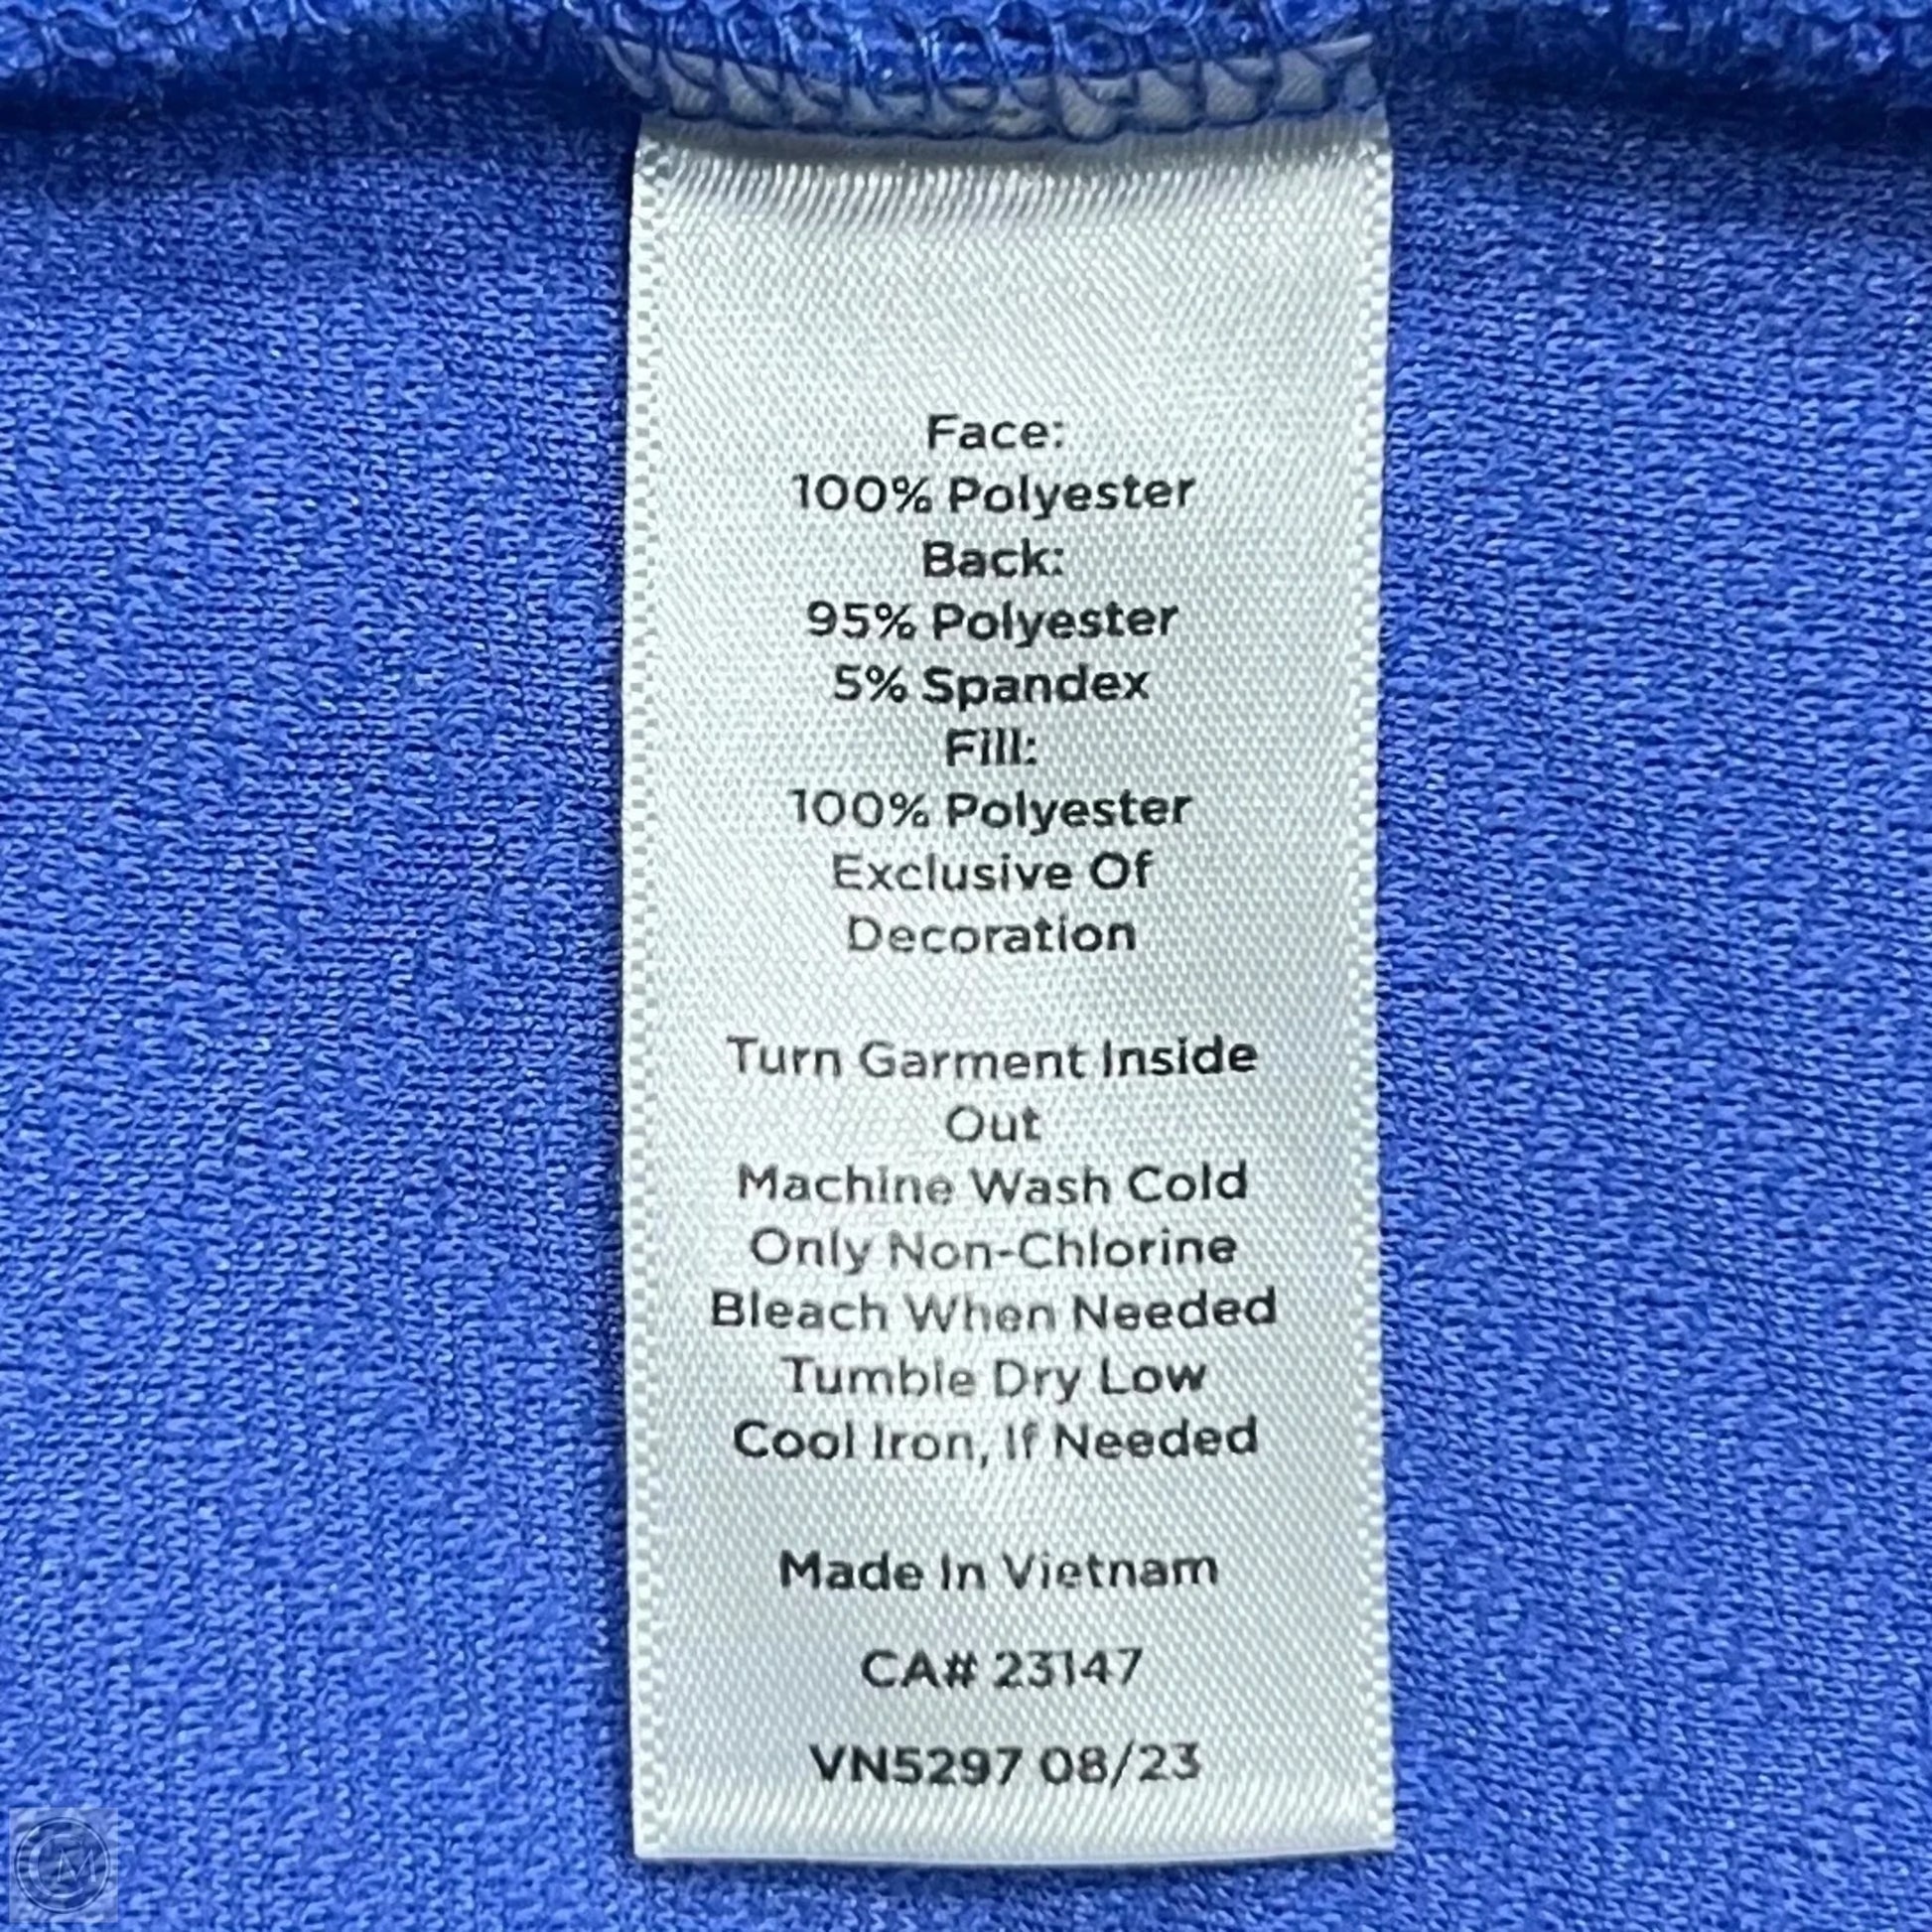 Face:
100% Polyester
Back:
95% Polyester
5% Spandex
Fill:
100% Polyester
Exclusive Of
Decoration
Turn Garment Inside
Out
Machine Wash Cold
Only Non-Chlorine
Bleach When Needed
Tumble Dry Low
Cool Iron, If Needed
Made In Vietnam
CA# 23147
VN5297 08/23